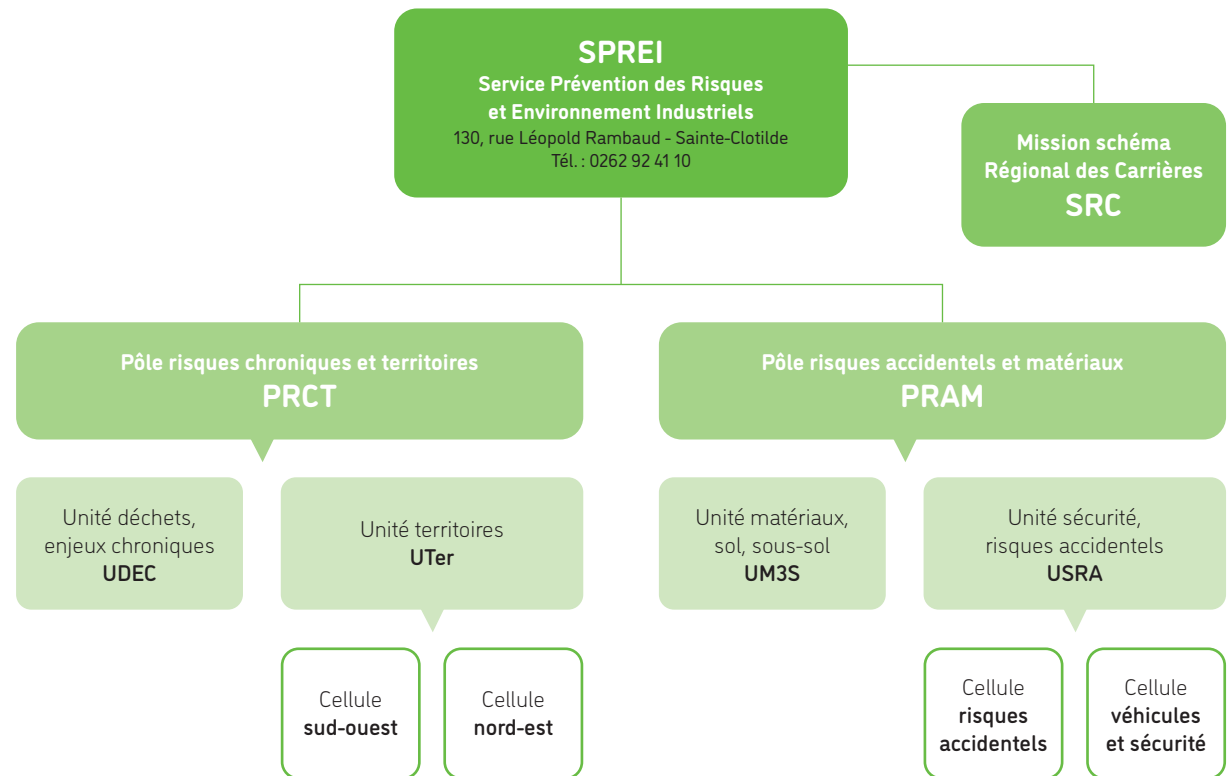 SPREI
Service Prévention des Risques
et Environnement Industriels
130, rue Léopold Rambaud - Sainte-Clotilde
Tél. : 0262 92 41 10
Mission schéma
Régional des Carrières
SRC
Pôle risques chroniques et territoires
PRCT
Pôle risques accidentels et matériaux
PRAM
Unité déchets,
enjeux chroniques
UDEC
Unité territoires
UTer
Unité matériaux,
sol, sous-sol
UM3S
Unité sécurité,
risques accidentels
USRA
Cellule
sud-ouest
Cellule
nord-est
Cellule
risques
accidentels
Cellule
véhicules
et sécurité